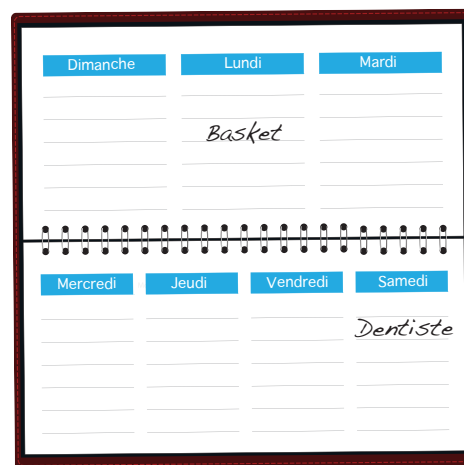 Dimanche Lundi Mardi
Basket
Mercredi Jeudi Vendredi Samedi
Dentiste